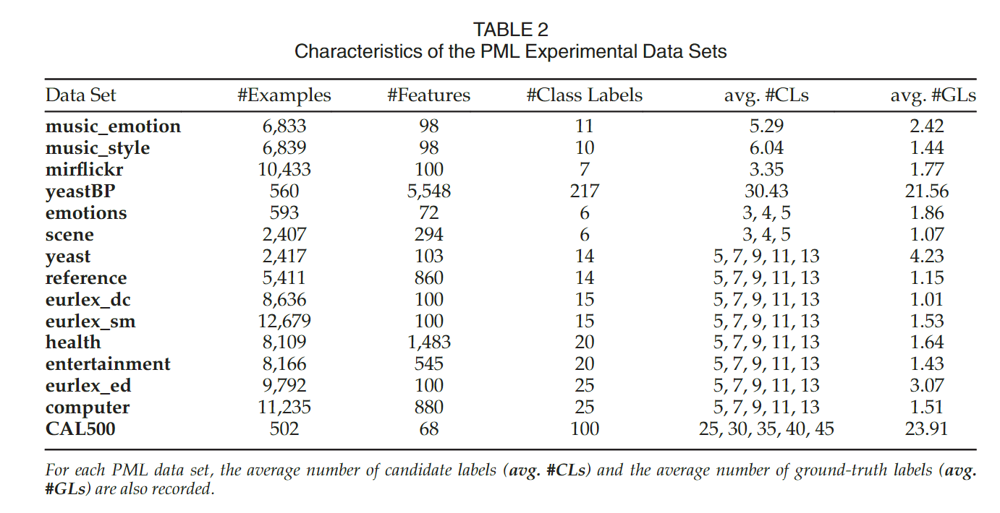 TABLE 2
Characteristics of the PML Experimental Data Sets
Data Set #Examples #Features #Class Labels avg. #CLs avg. #GLs
music_emotion 6,833 98 11 5.29 2.42
music_style 6,839 98 10 6.04 1.44
mirflickr 10,433 100 7 3.35 1.77
yeastBP 560 5,548 217 30.43 21.56
emotions 593 72 6 3, 4, 5 1.86
scene 2,407 294 6 3, 4, 5 1.07
yeast 2,417 103 14 5, 7, 9, 11, 13 4.23
reference 5,411 860 14 5, 7, 9, 11, 13 1.15
eurlex_dc 8,636 100 15 5, 7, 9, 11, 13 1.01
eurlex_sm 12,679 100 15 5, 7, 9, 11, 13 1.53
health 8,109 1,483 20 5, 7, 9, 11, 13 1.64
entertainment 8,166 545 20 5, 7, 9, 11, 13 1.43
eurlex_ed 9,792 100 25 5, 7, 9, 11, 13 3.07
computer 11,235 880 25 5, 7, 9, 11, 13 1.51
CAL500 502 68 100 25, 30, 35, 40, 45 23.91
For each PML data set, the average number of candidate labels (avg. #CLs) and the average number of ground-truth labels (avg.
#GLs) are also recorded.